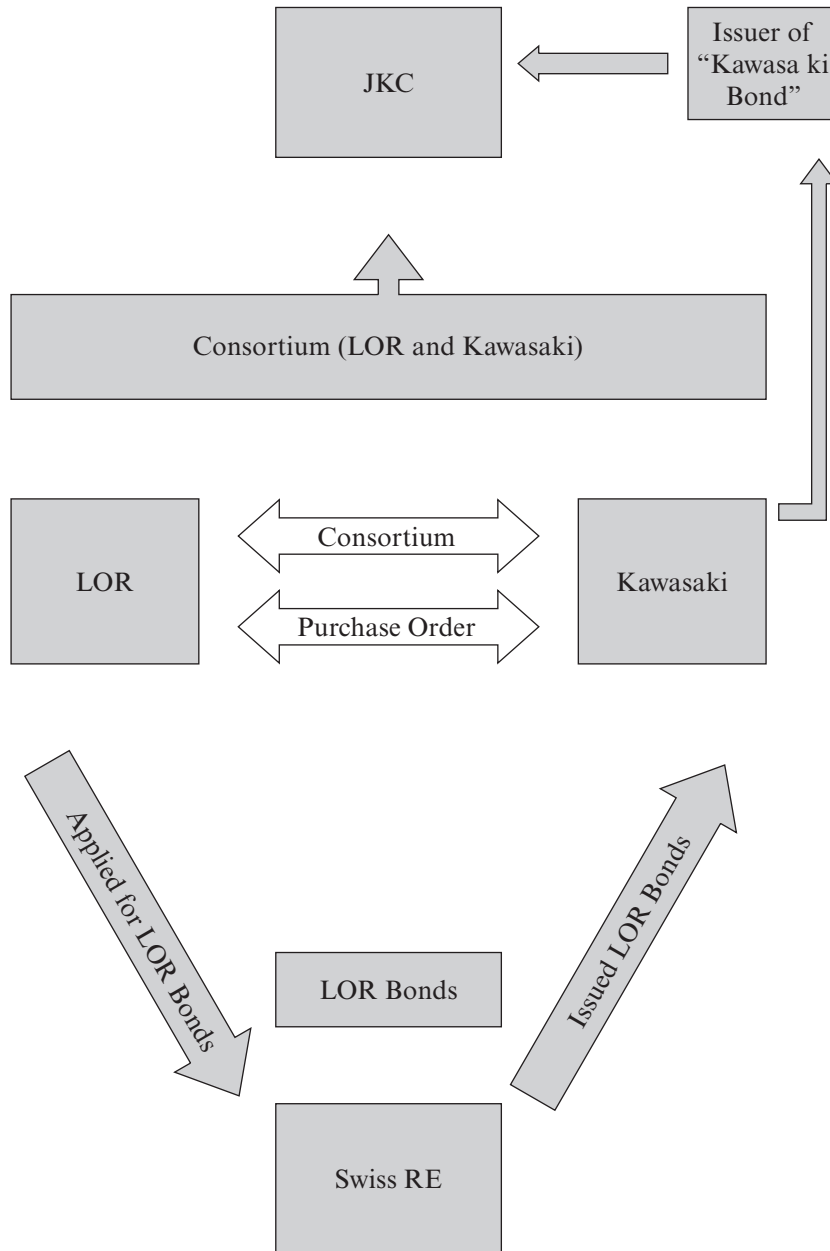 JKC
Issuer of
“Kawasa ki
Bond”
Consortium (LOR and Kawasaki)
LOR
Consortium
Purchase Order
Kawasaki
Applied for LOR Bonds
LOR Bonds
Issued LOR Bonds
Swiss RE